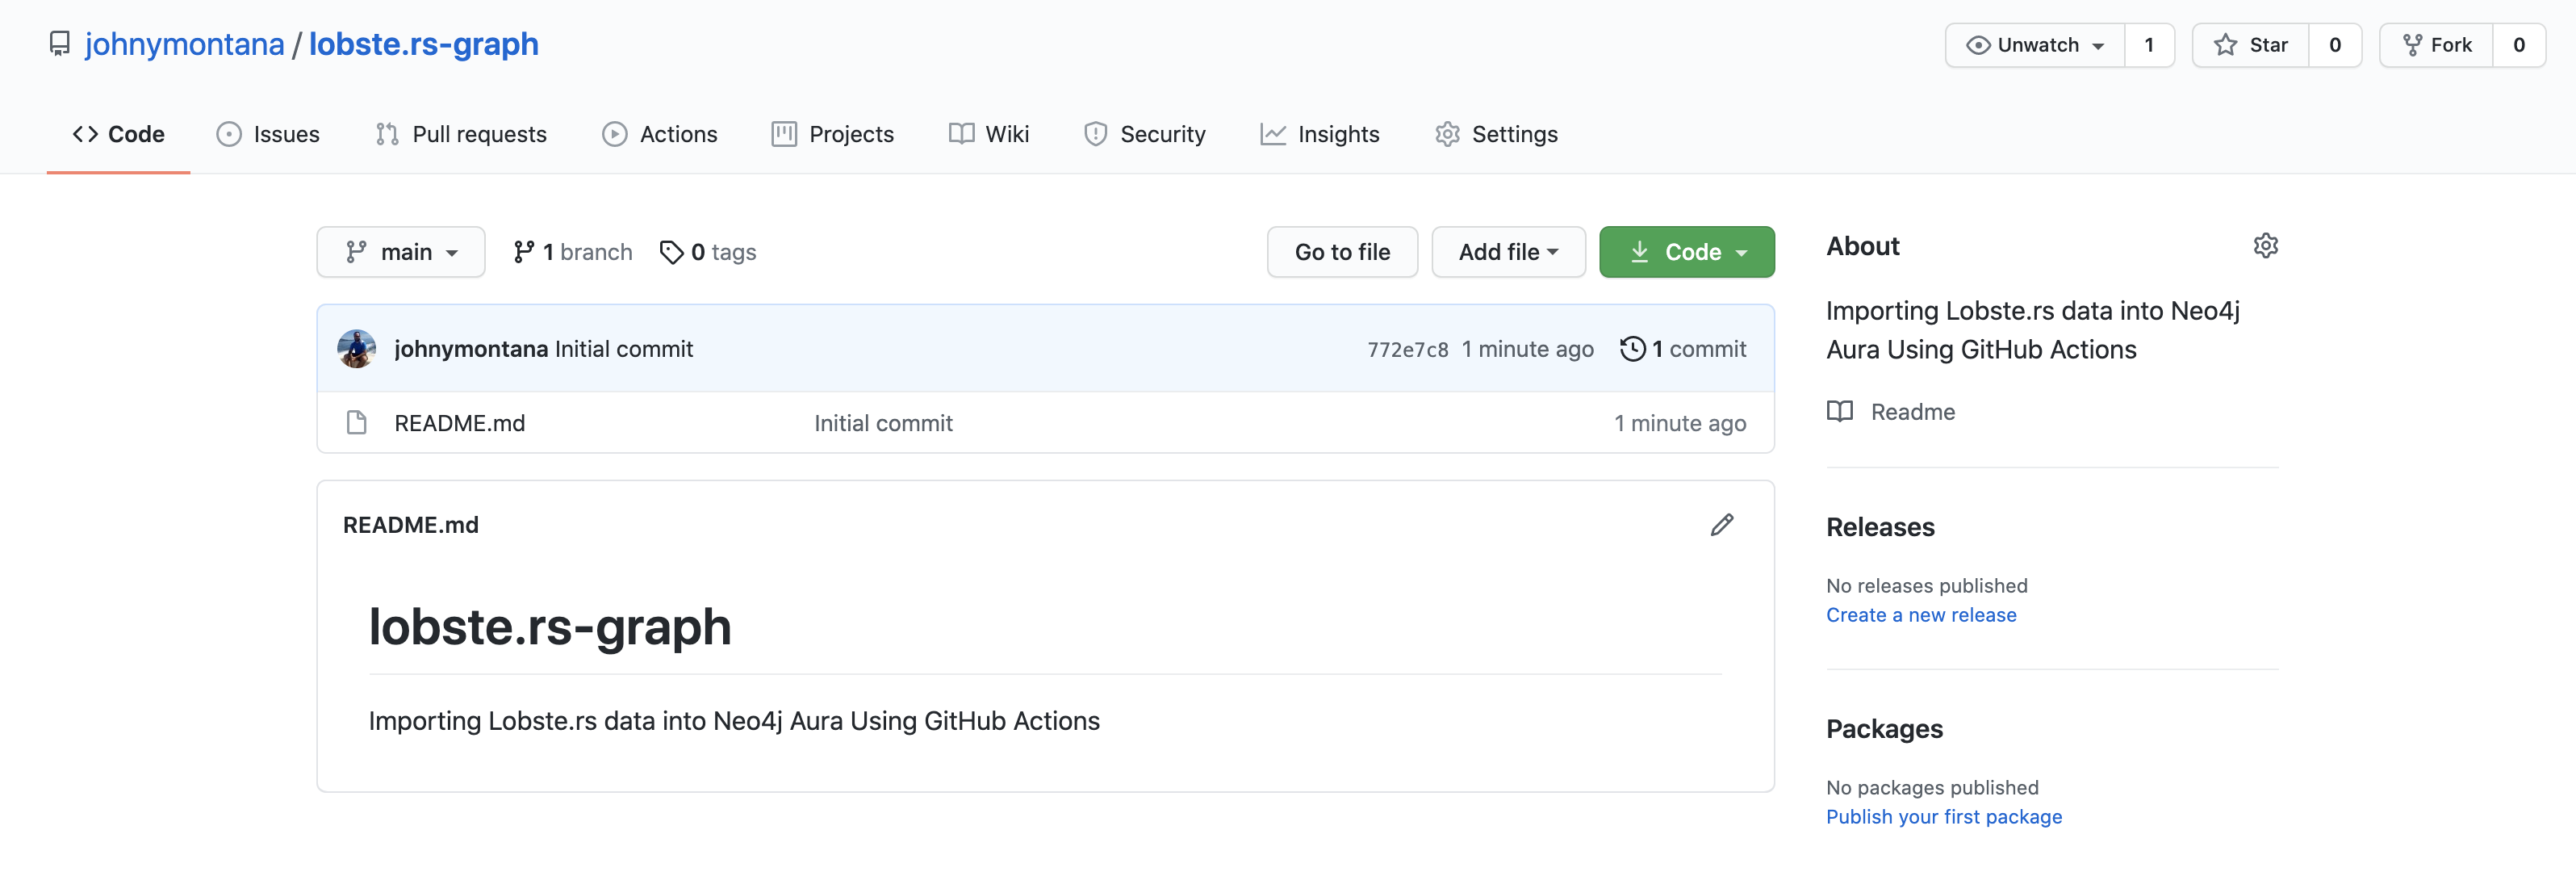 johnymontana / lobste.rs-graph
Unwatch 1 Star 0 Fork 0
Code Issues Pull requests Actions Projects Wiki Security Insights Settings
main 1 branch 0 tags Go to file Add file Code
johnymontana Initial commit 772e7c8 1 minute ago 1 commit
README.md Initial commit 1 minute ago
README.md
lobste.rs-graph
Importing Lobste.rs data into Neo4j Aura Using GitHub Actions
About
Importing Lobste.rs data into Neo4j
Aura Using GitHub Actions
Readme
Releases
No releases published
Create a new release
Packages
No packages published
Publish your first package